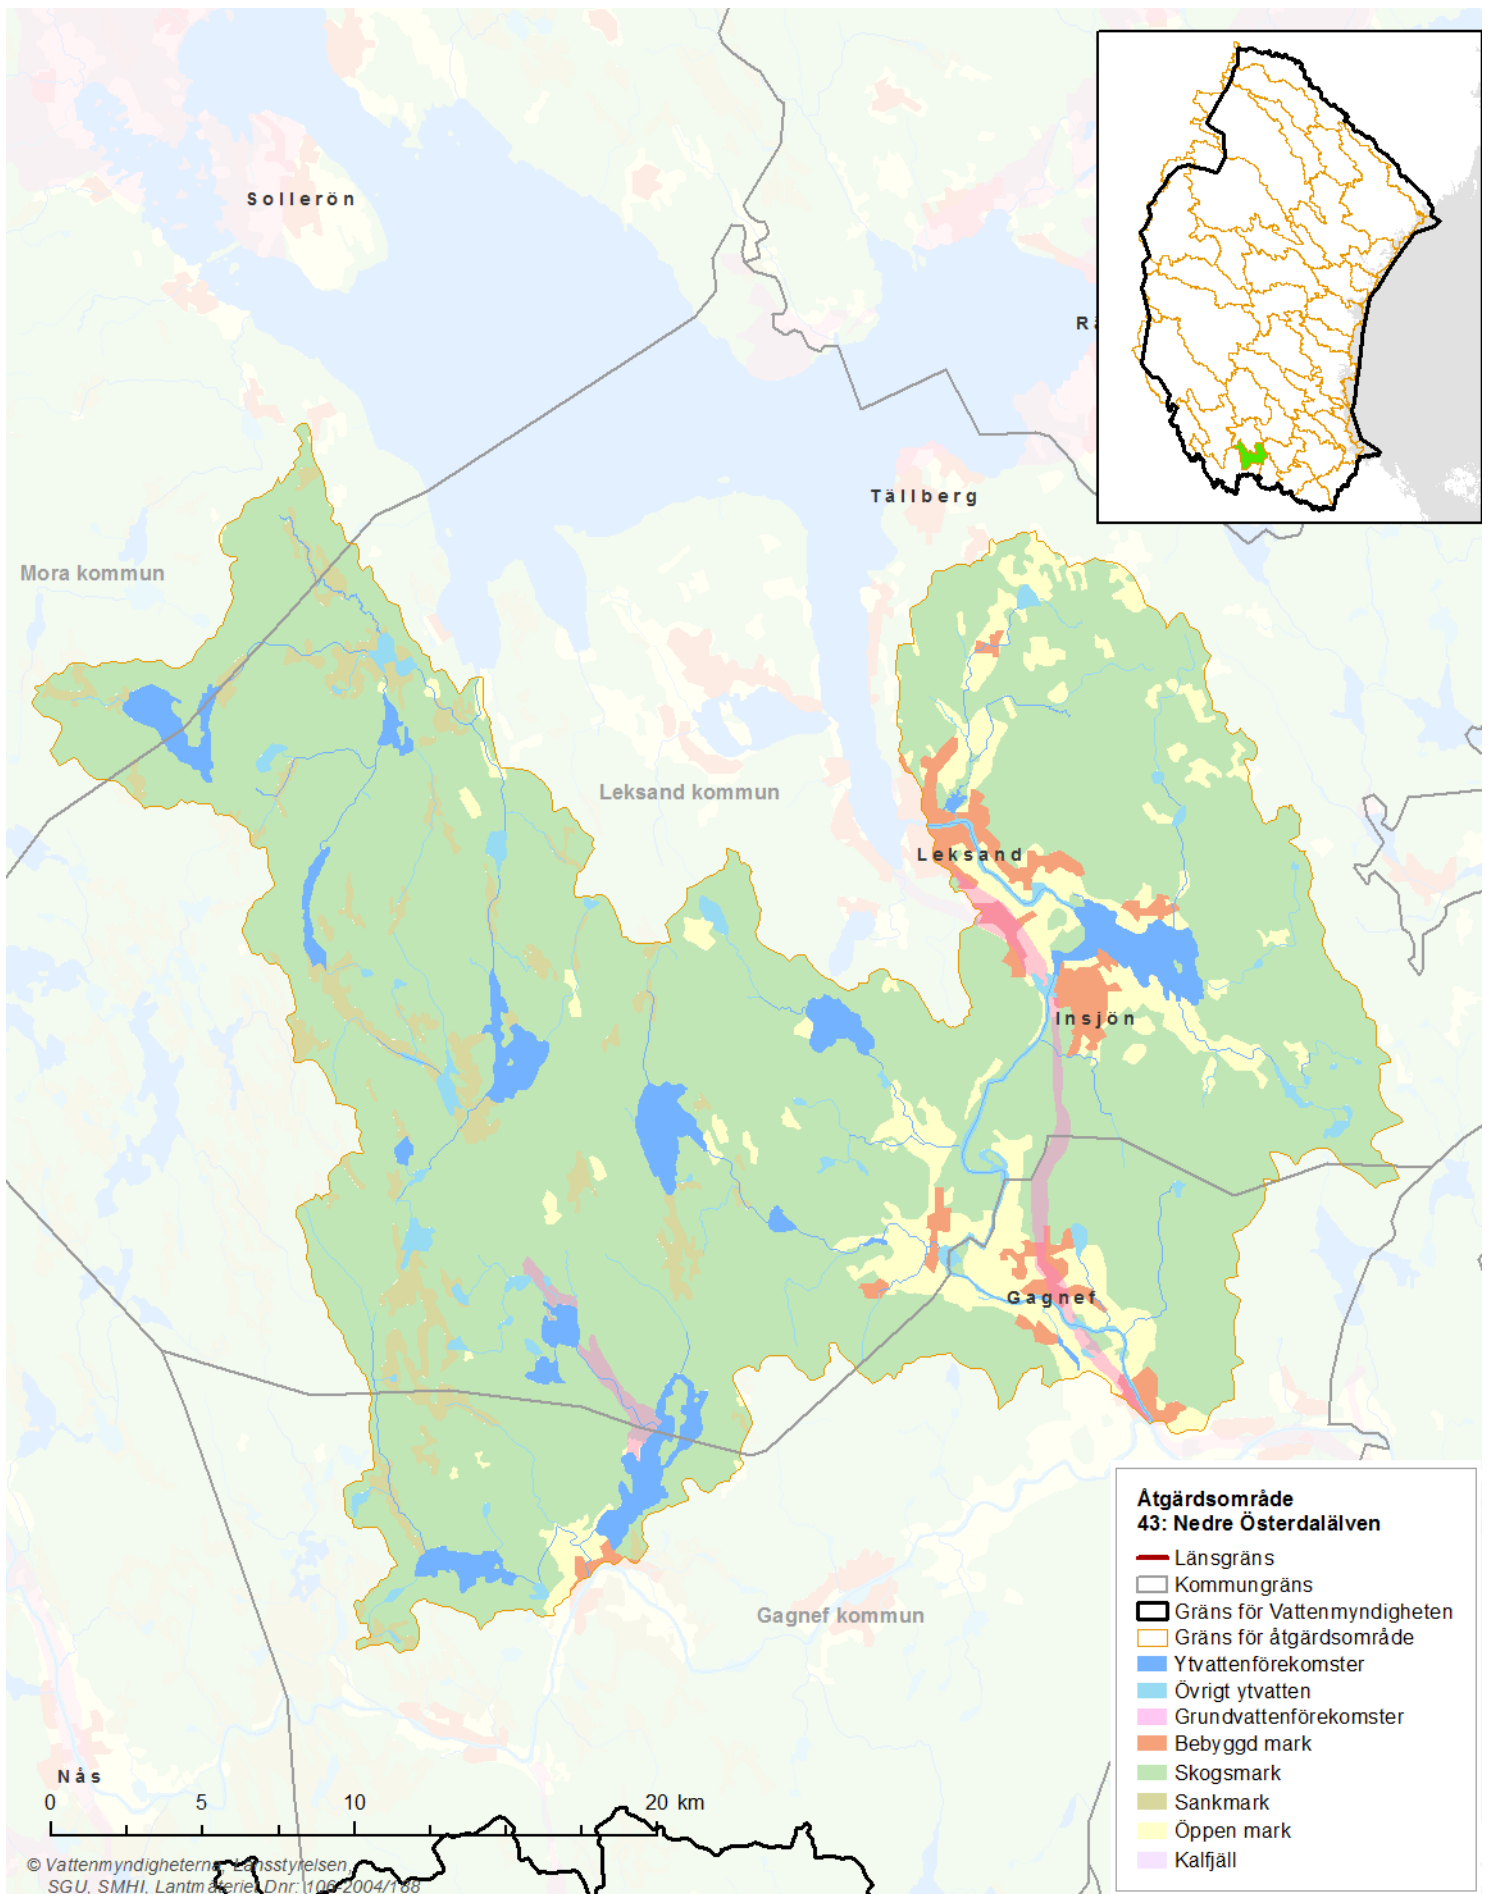 Sollerön
Rä
Tällberg
Mora kommun
Leksand kommun
Leksand
Insjön
Gagnef
Åtgärdsområde
43: Nedre Österdalälven
Länsgräns
Kommungräns
Gräns för Vattenmyndigheten
Gräns för åtgärdsområde
Ytvattenförekomster
Övrigt ytvatten
Grundvattenförekomster
Bebyggd mark
Skogsmark
Sankmark
Öppen mark
Kalfjäll
Gagnef kommun
Nås
0 5 10 20 km
© Vattenmyndigheterna, Länsstyrelsen,
SGU, SMHI, Lantmäteriet Dnr: 106-2004/188